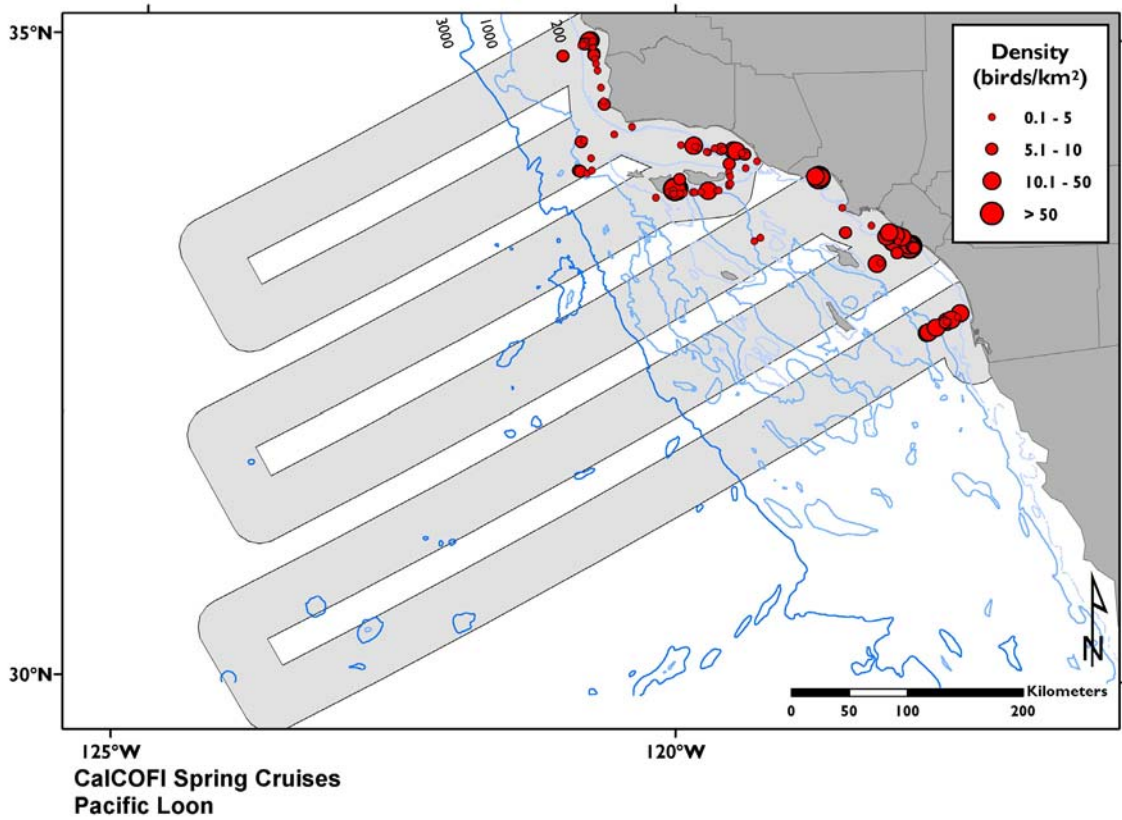 35°N
3000
1000
200
Density
(birds/km²)
0.1 - 5
5.1 - 10
10.1 - 50
> 50
N
30°N
Kilometers
0 50 100 200
125°W
120°W
CalCOFI Spring Cruises
Pacific Loon